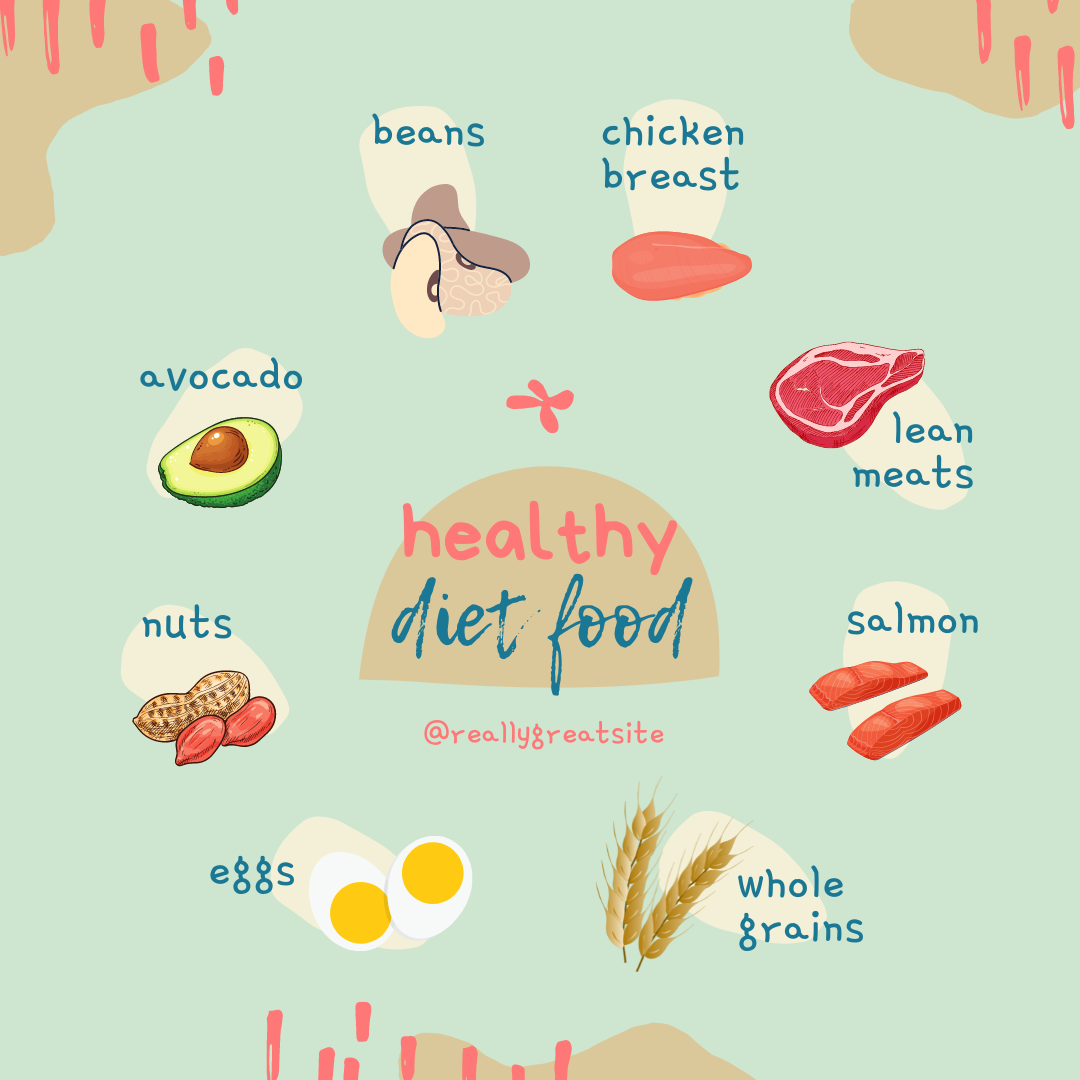 beans
chicken
breast
avocado
lean
meats
healthy
diet food
nuts
salmon
@reallygreatsite
eggs
whole
grains